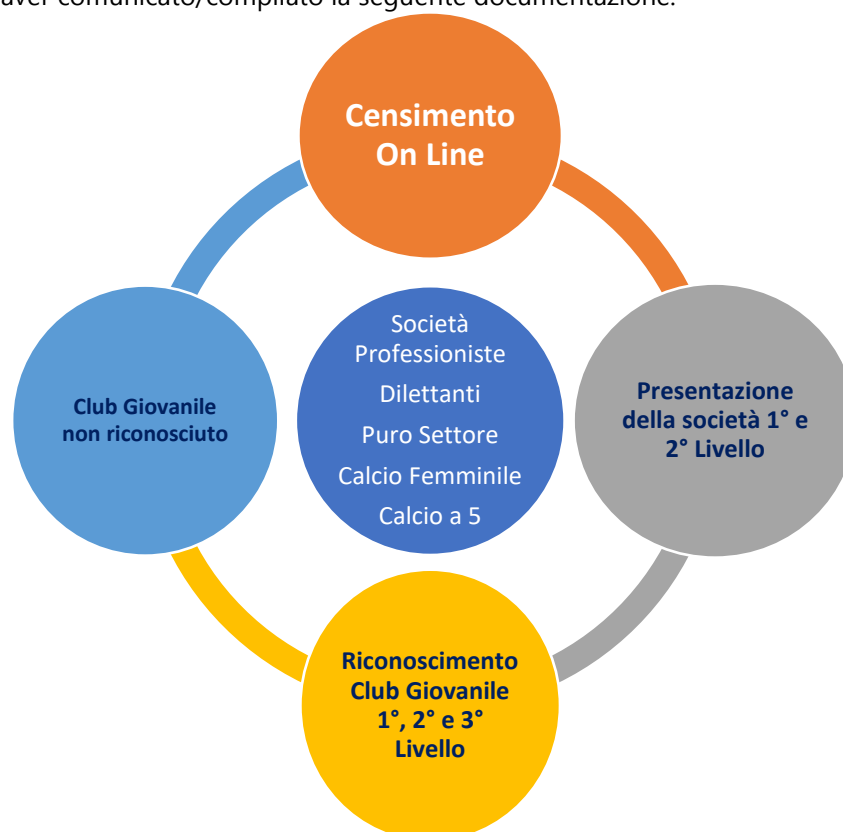 aver comunicato/compilato la seguente documentazione:
Censimento
On Line
Società
Professioniste
Dilettanti
Puro Settore
Calcio Femminile
Calcio a 5
Presentazione
della società 1° e
2° Livello
Riconoscimento
Club Giovanile
1°, 2° e 3°
Livello
Club Giovanile
non riconosciuto